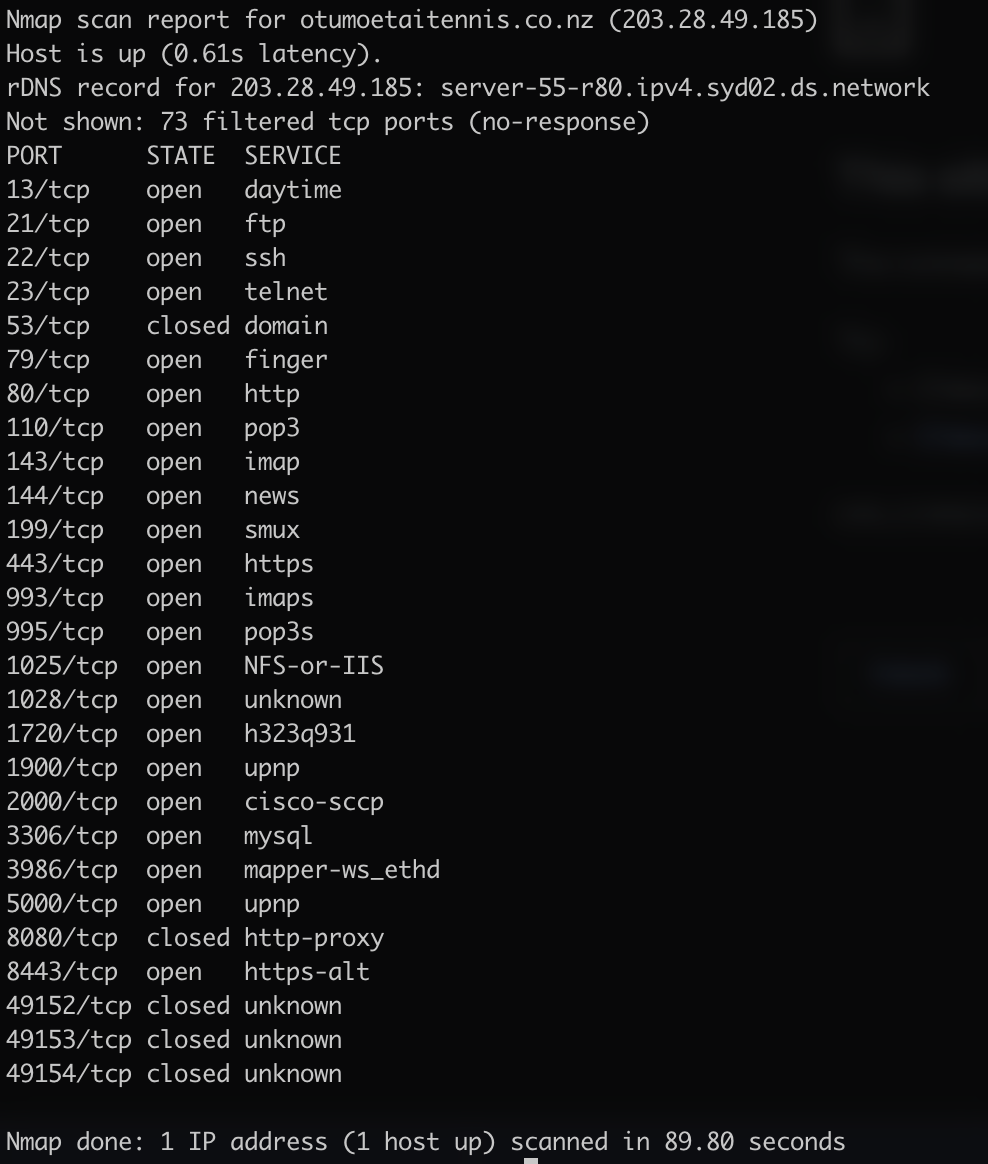 Nmap scan report for otumoetaitennis.co.nz (203.28.49.185)
Host is up (0.61s latency).
rDNS record for 203.28.49.185: server-55-r80.ipv4.syd02.ds.network
Not shown: 73 filtered tcp ports (no-response)
PORT STATE SERVICE
13/tcp open daytime
21/tcp open ftp
22/tcp open ssh
23/tcp open telnet
53/tcp closed domain
79/tcp open finger
80/tcp open http
110/tcp open pop3
143/tcp open imap
144/tcp open news
199/tcp open smux
443/tcp open https
993/tcp open imaps
995/tcp open pop3s
1025/tcp open NFS-or-IIS
1028/tcp open unknown
1720/tcp open h323q931
1900/tcp open upnp
2000/tcp open cisco-sccp
3306/tcp open mysql
3986/tcp open mapper-ws_ethd
5000/tcp open upnp
8080/tcp closed http-proxy
8443/tcp open https-alt
49152/tcp closed unknown
49153/tcp closed unknown
49154/tcp closed unknown
Nmap done: 1 IP address (1 host up) scanned in 89.80 seconds